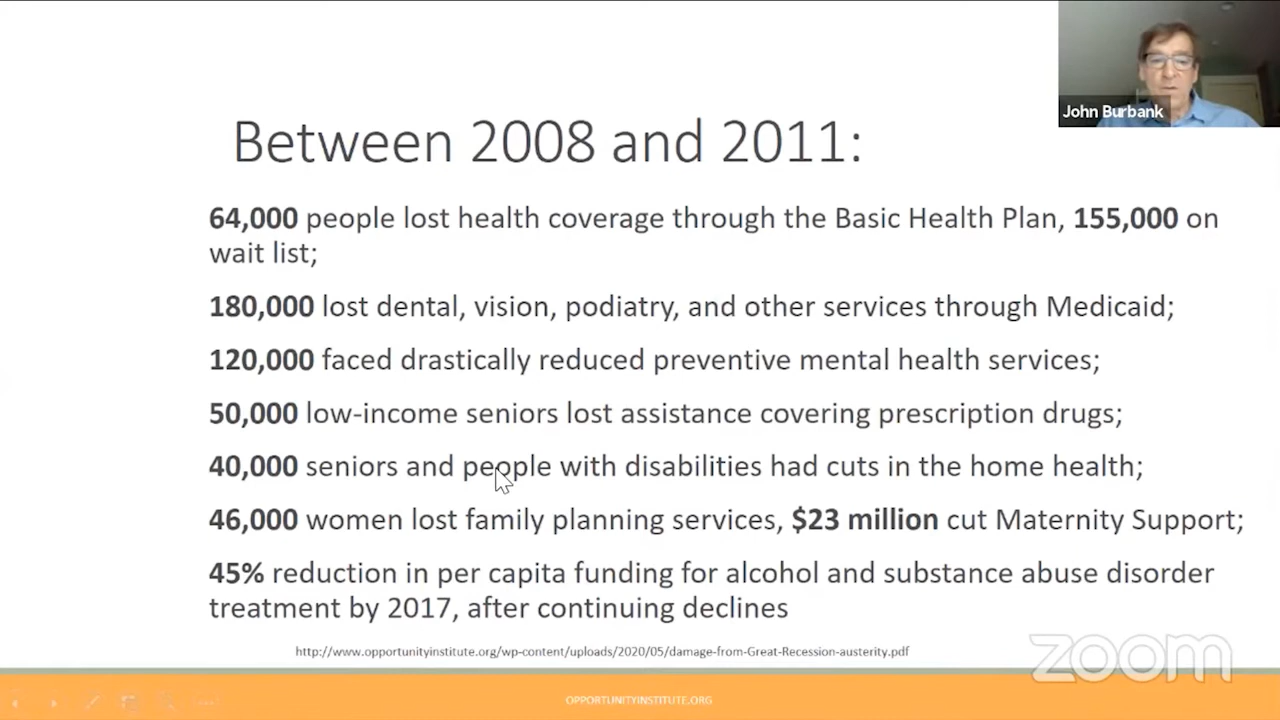 John Burbank
Between 2008 and 2011:
64,000 people lost health coverage through the Basic Health Plan, 155,000 on
wait list;
180,000 lost dental, vision, podiatry, and other services through Medicaid;
120,000 faced drastically reduced preventive mental health services;
50,000 low-income seniors lost assistance covering prescription drugs;
40,000 seniors and people with disabilities had cuts in the home health;
46,000 women lost family planning services, $23 million cut Maternity Support;
45% reduction in per capita funding for alcohol and substance abuse disorder
treatment by 2017, after continuing declines
http://www.opportunityinstitute.org/wp-content/uploads/2020/05/damage-from-Great-Recession-austerity.pdf
zoom
OPPORTUNITYINSTITUTE.ORG